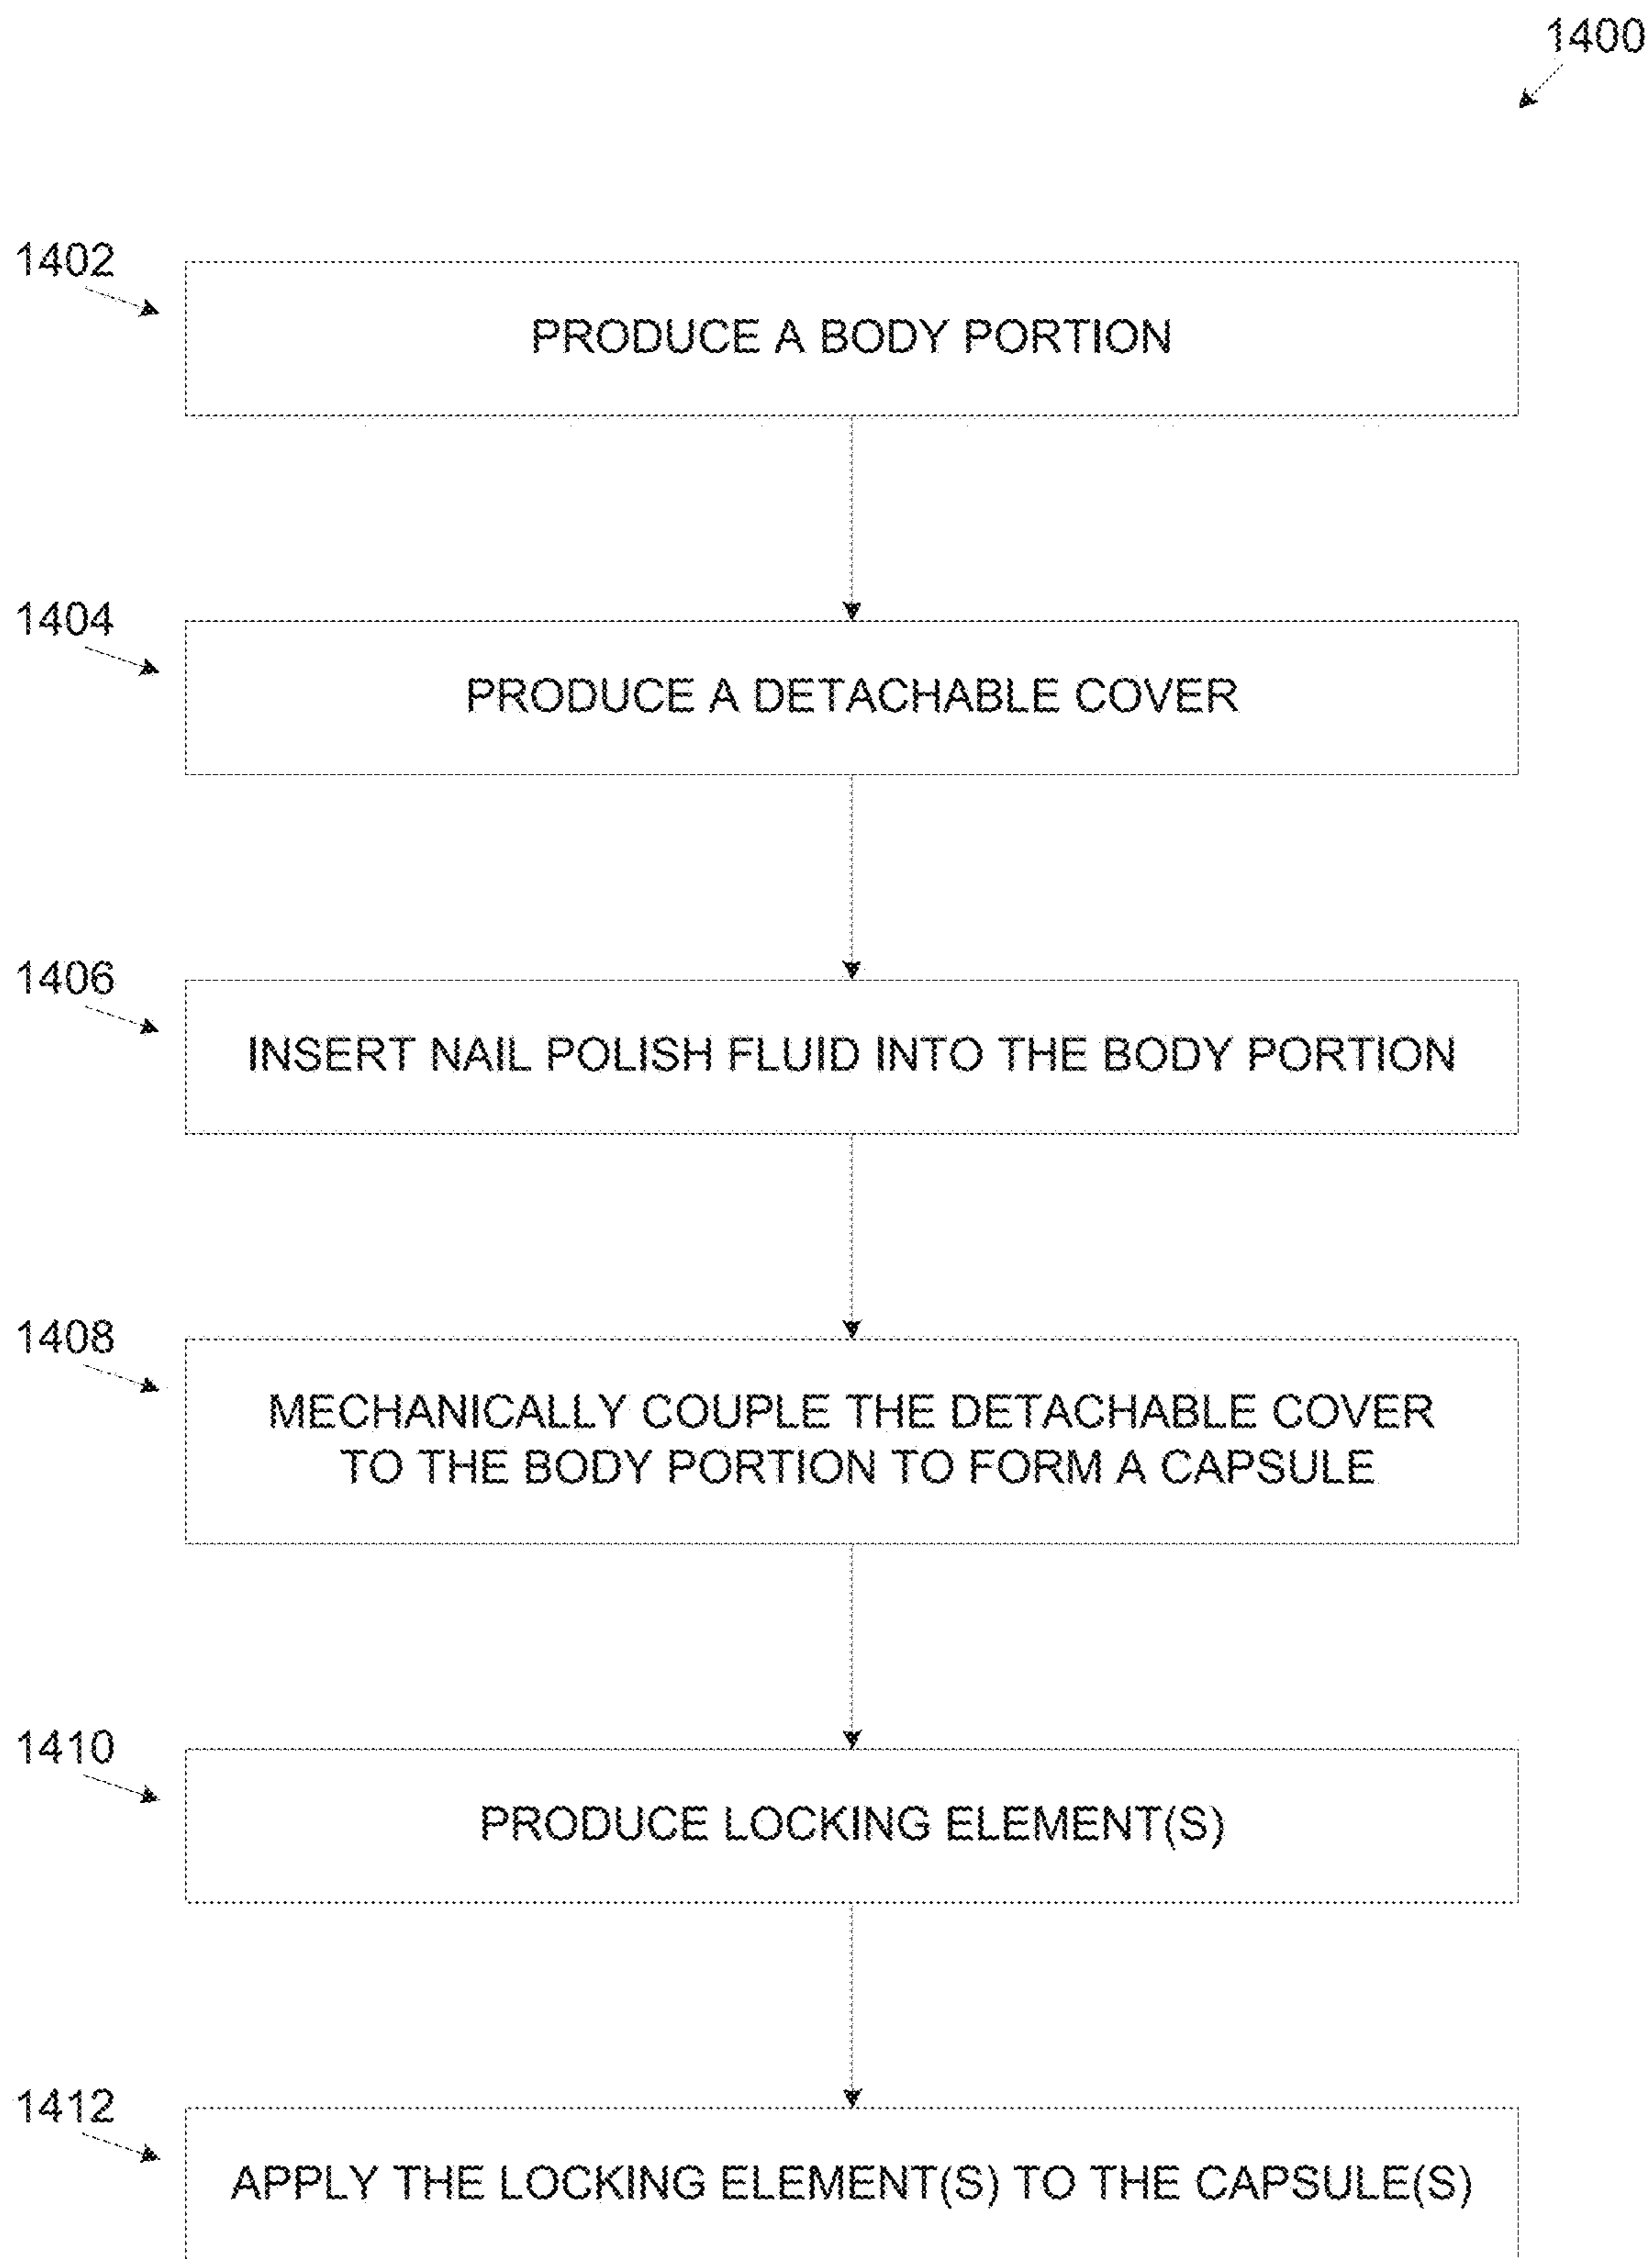 1400
1402
PRODUCE A BODY PORTION
1404
PRODUCE A DETACHABLE COVER
1406
INSERT NAIL POLISH FLUID INTO THE BODY PORTION
1408
MECHANICALLY COUPLE THE DETACHABLE COVER
TO THE BODY PORTION TO FORM A CAPSULE
1410
PRODUCE LOCKING ELEMENT(S)
1412
APPLY THE LOCKING ELEMENT(S) TO THE CAPSULE(S)